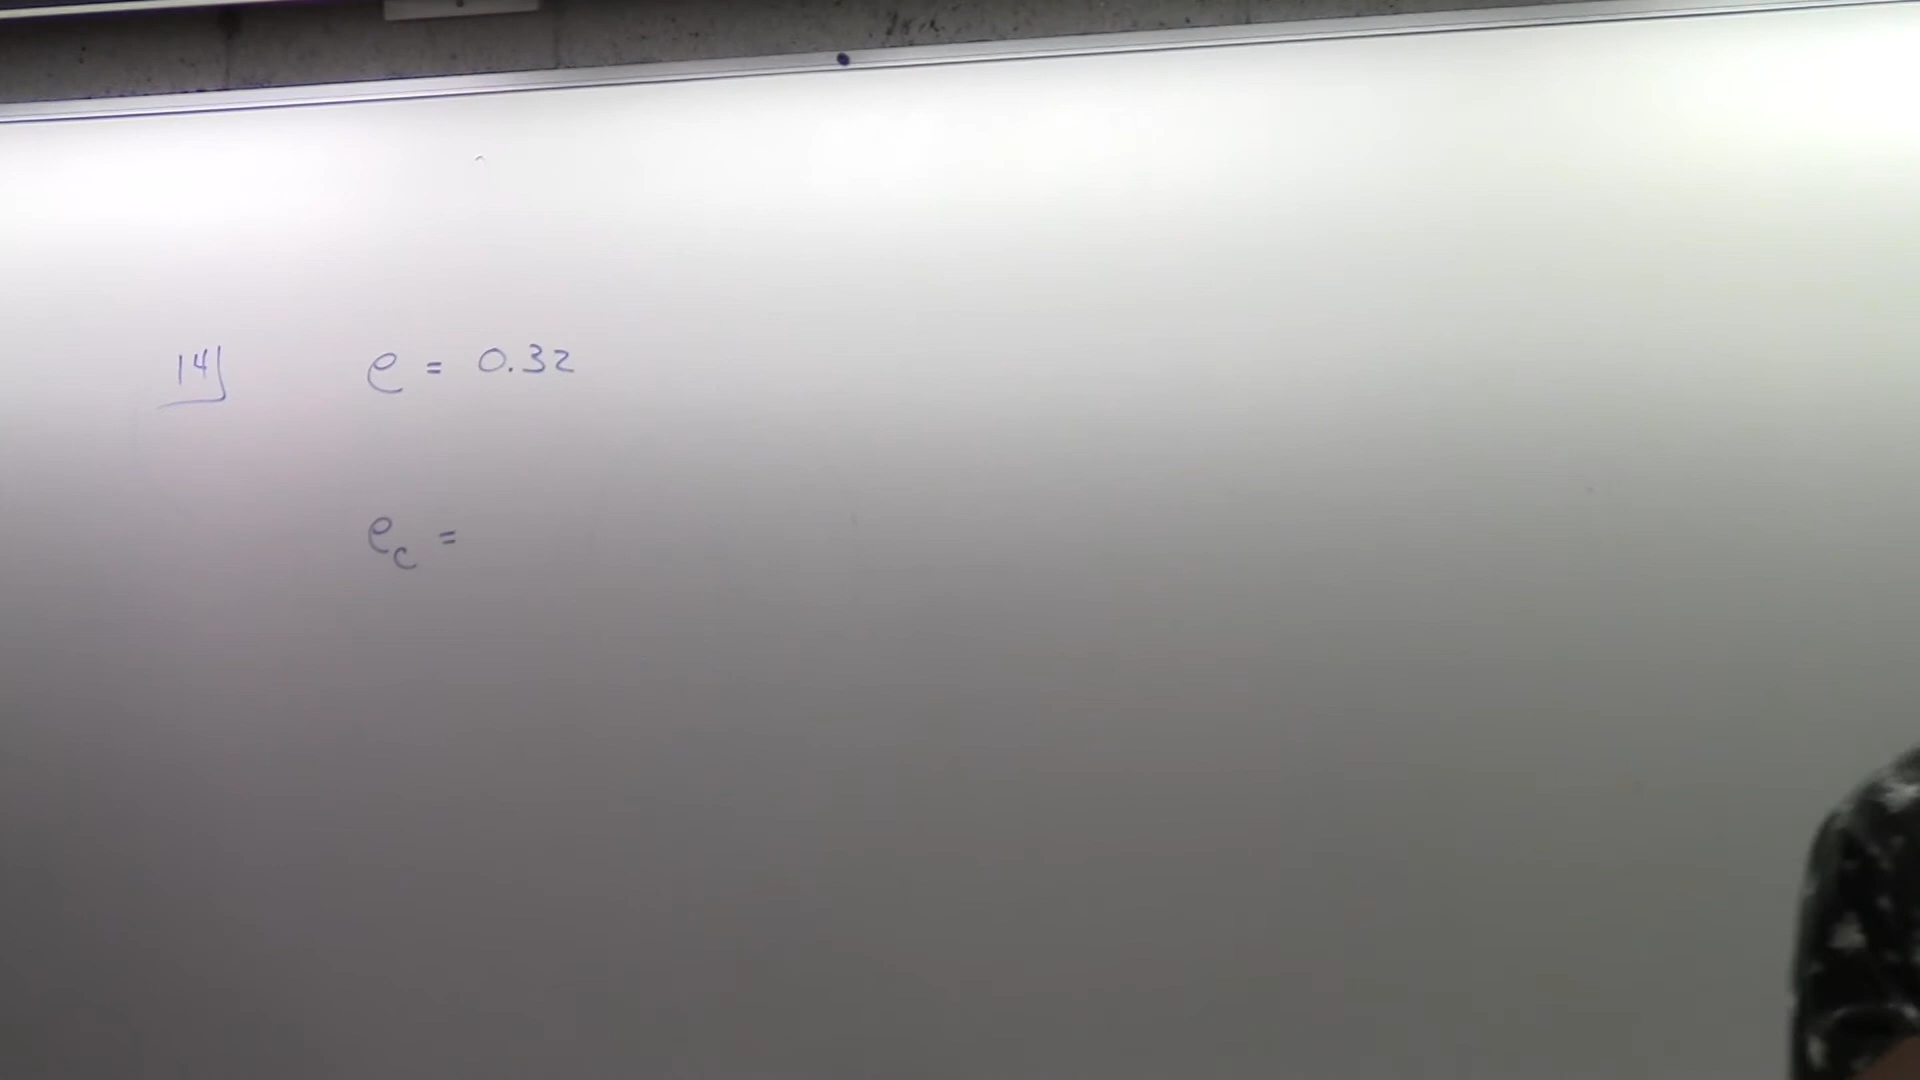 14) e = 0.32
e_c =